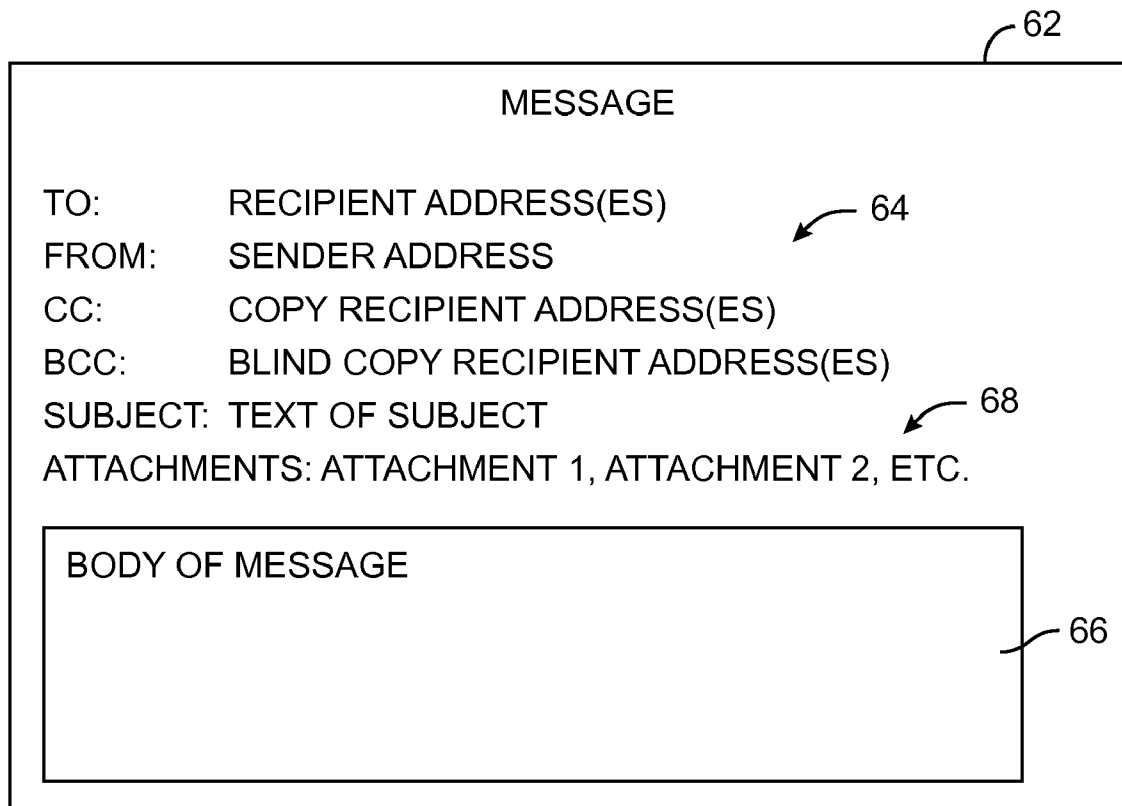 62
MESSAGE
TO: RECIPIENT ADDRESS(ES)
64
FROM: SENDER ADDRESS
CC: COPY RECIPIENT ADDRESS(ES)
BCC: BLIND COPY RECIPIENT ADDRESS(ES)
SUBJECT: TEXT OF SUBJECT
68
ATTACHMENTS: ATTACHMENT 1, ATTACHMENT 2, ETC.
BODY OF MESSAGE
66